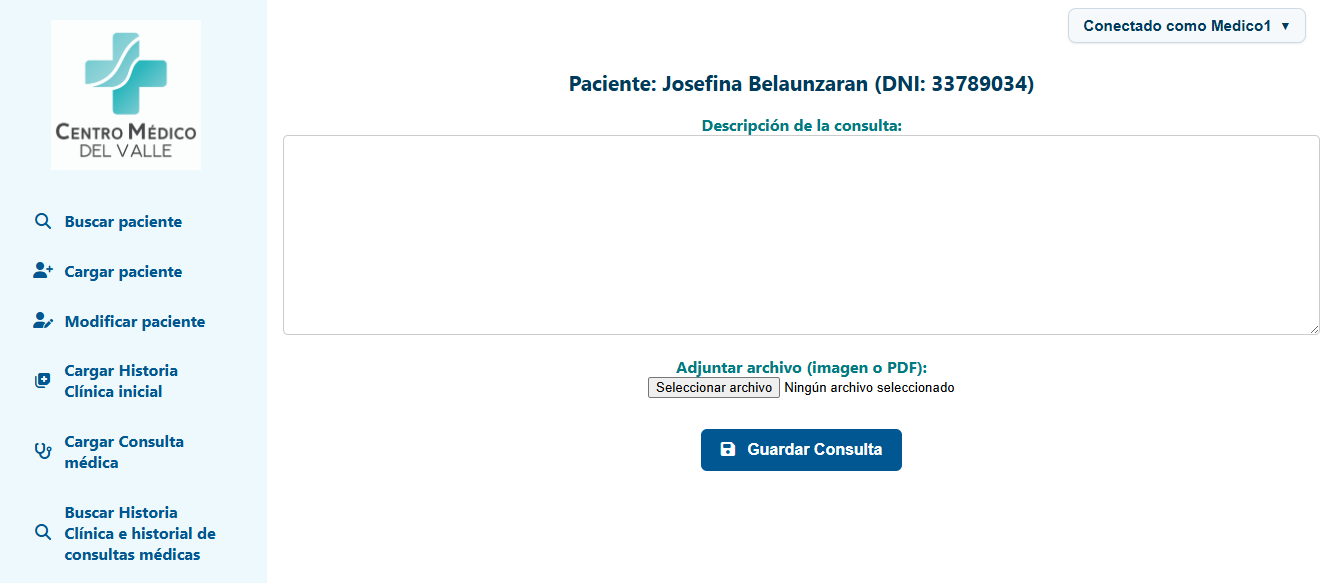 CENTRO MÉDICO
DEL VALLE
Buscar paciente
Cargar paciente
Modificar paciente
Cargar Historia
Clínica inicial
Cargar Consulta
médica
Buscar Historia
Clínica e historial de
consultas médicas
Conectado como Medico1 ▼
Paciente: Josefina Belaunzaran (DNI: 33789034)
Descripción de la consulta:
Adjuntar archivo (imagen o PDF):
Seleccionar archivo Ningún archivo seleccionado
Guardar Consulta